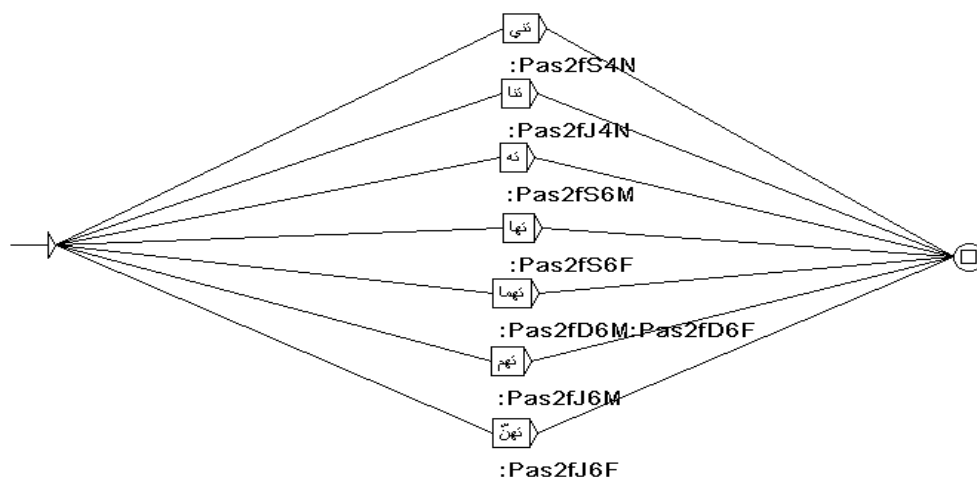 تني
:Pas2fS4N
تنا
:Pas2fJ4N
ته
:Pas2fS6M
تها
:Pas2fS6F
تهما
:Pas2fD6M:Pas2fD6F
تهم
:Pas2fJ6M
تهنّ
:Pas2fJ6F